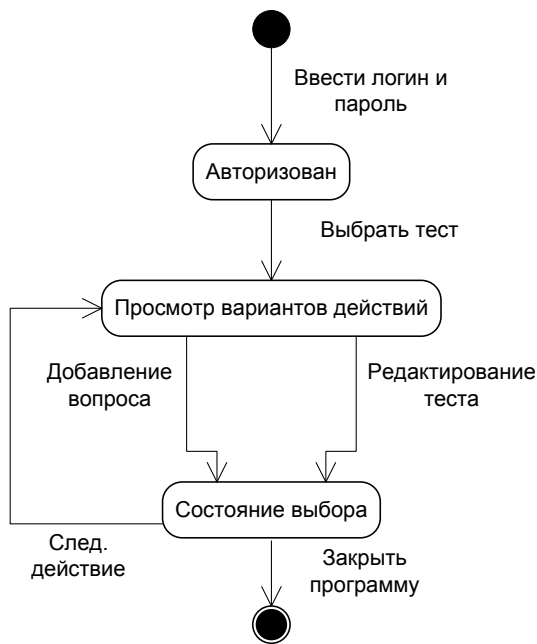 Ввести логин и
пароль
Авторизован
Выбрать тест
Просмотр вариантов действий
Добавление
вопроса
Редактирование
теста
Состояние выбора
След.
действие
Закрыть
программу